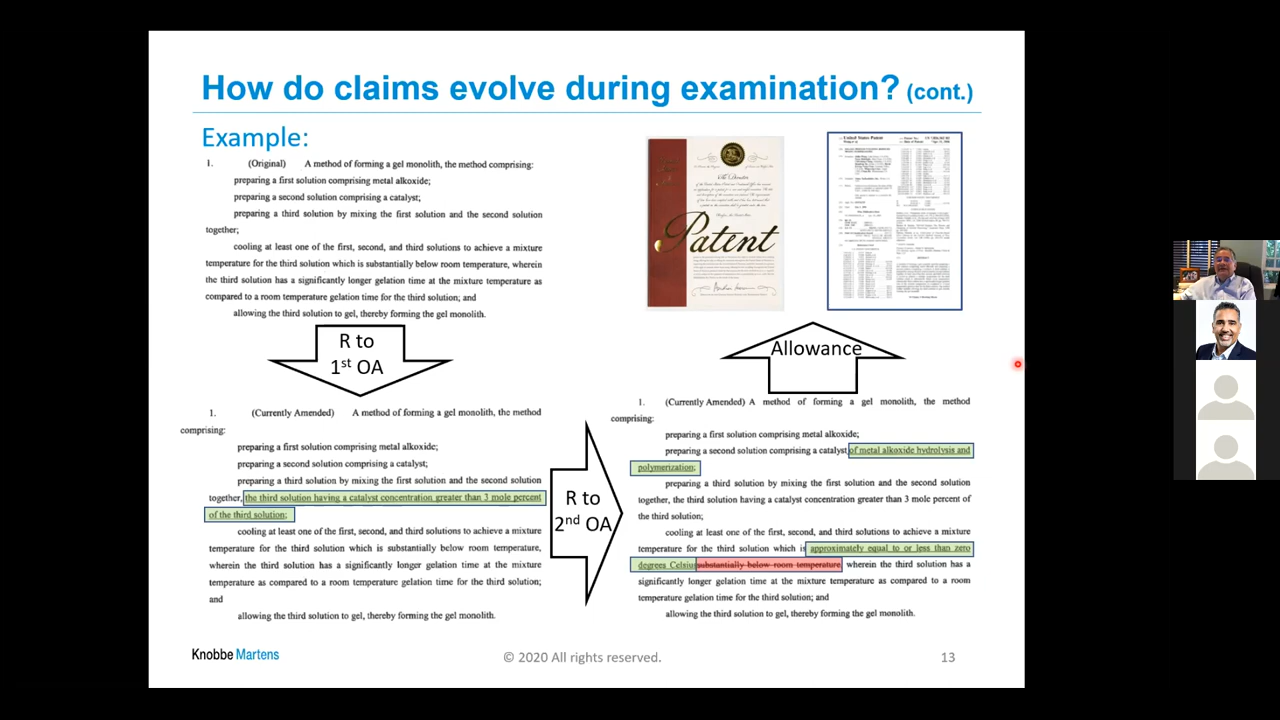 How do claims evolve during examination? (cont.)
Example:
1. (Original) A method of forming a gel monolith, the method comprising:
preparing a first solution comprising metal alkoxide;
preparing a second solution comprising a catalyst;
preparing a third solution by mixing the first solution and the second solution
together;
cooling at least one of the first, second, and third solutions to achieve a mixture
temperature for the third solution which is substantially below room temperature, wherein
the third solution has a significantly longer gelation time at the mixture temperature as
compared to a room temperature gelation time for the third solution; and
allowing the third solution to gel, thereby forming the gel monolith.
R to
1st OA
1. (Currently Amended) A method of forming a gel monolith, the method
comprising:
preparing a first solution comprising metal alkoxide;
preparing a second solution comprising a catalyst;
preparing a third solution by mixing the first solution and the second solution
together, the third solution having a catalyst concentration greater than 3 mole percent
of the third solution;
cooling at least one of the first, second, and third solutions to achieve a mixture
temperature for the third solution which is substantially below room temperature,
wherein the third solution has a significantly longer gelation time at the mixture
temperature as compared to a room temperature gelation time for the third solution;
and
allowing the third solution to gel, thereby forming the gel monolith.
R to
2nd OA
1. (Currently Amended) A method of forming a gel monolith, the method
comprising:
preparing a first solution comprising metal alkoxide;
preparing a second solution comprising a catalyst of metal alkoxide hydrolysis and
polymerization;
preparing a third solution by mixing the first solution and the second solution
together, the third solution having a catalyst concentration greater than 3 mole percent of
the third solution;
cooling at least one of the first, second, and third solutions to achieve a mixture
temperature for the third solution which is approximately equal to or less than zero
degrees Celsius substantially below room temperature, wherein the third solution has a
significantly longer gelation time at the mixture temperature as compared to a room
temperature gelation time for the third solution; and
allowing the third solution to gel, thereby forming the gel monolith.
Allowance
Patent
United States Patent
Knobbe Martens
© 2020 All rights reserved.
13